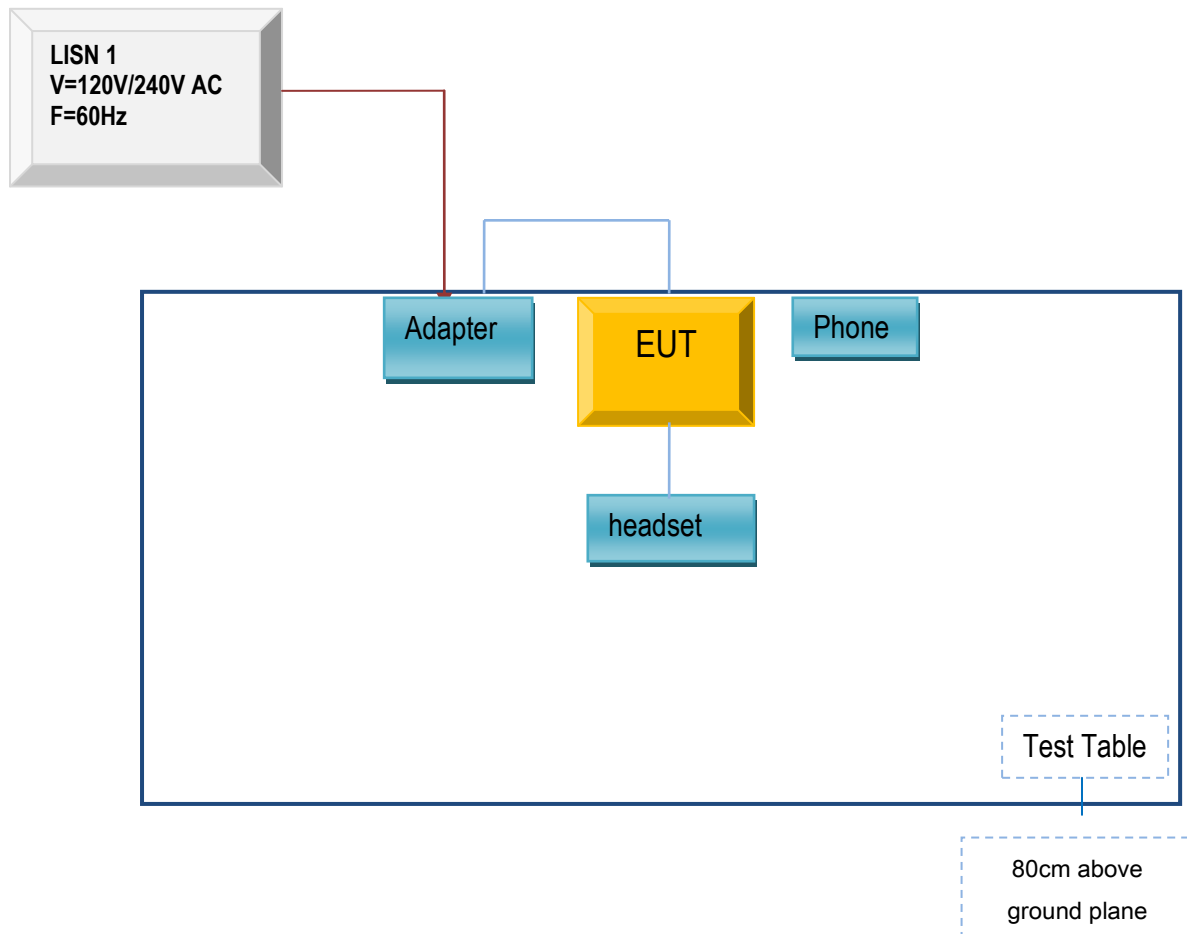 LISN 1
V=120V/240V AC
F=60Hz
Adapter
EUT
Phone
headset
Test Table
80cm above
ground plane